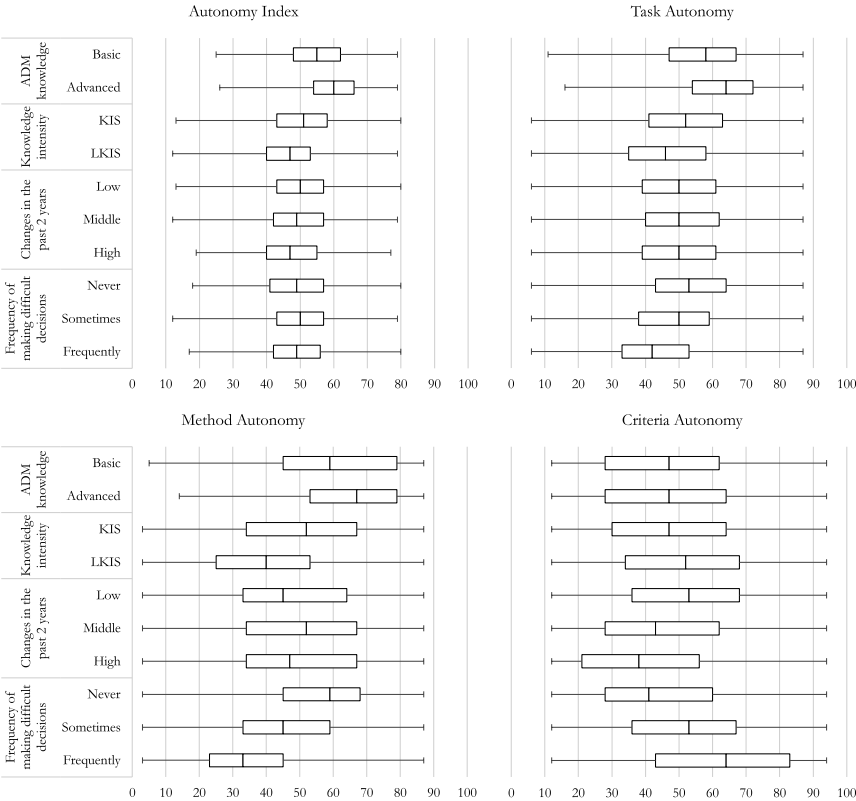 Autonomy Index
ADM
knowledge
Basic
Advanced
Knowledge
intensity
KIS
LKIS
Changes in the
past 2 years
Low
Middle
High
Frequency of
making difficult
decisions
Never
Sometimes
Frequently
0 10 20 30 40 50 60 70 80 90 100
Task Autonomy
0 10 20 30 40 50 60 70 80 90 100
Method Autonomy
ADM
knowledge
Basic
Advanced
Knowledge
intensity
KIS
LKIS
Changes in the
past 2 years
Low
Middle
High
Frequency of
making difficult
decisions
Never
Sometimes
Frequently
0 10 20 30 40 50 60 70 80 90 100
Criteria Autonomy
0 10 20 30 40 50 60 70 80 90 100